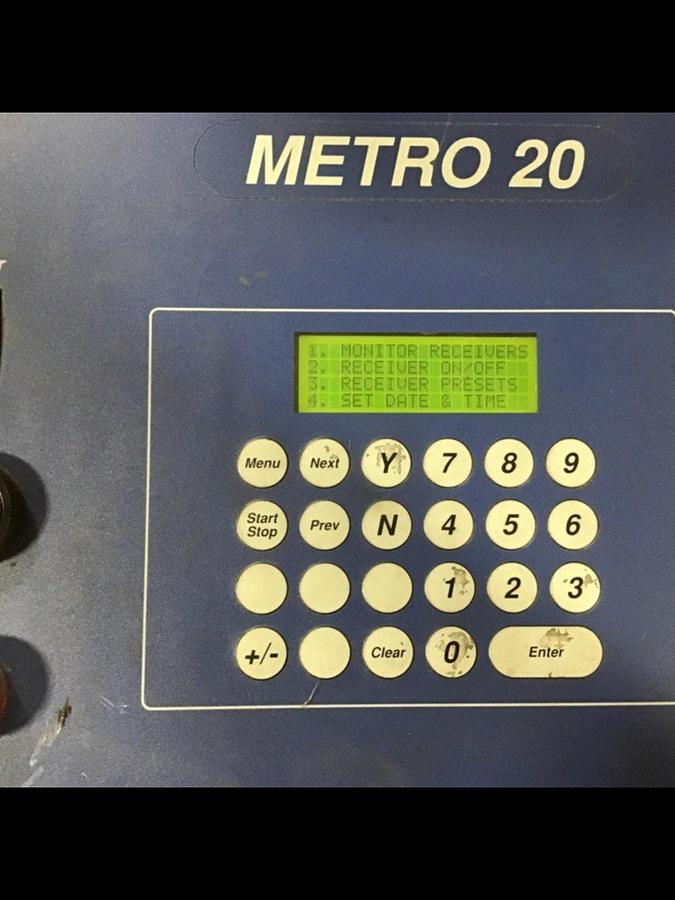 METRO 20
1. MONITOR RECEIVERS
2. RECEIVER ON/OFF
3. RECEIVER PRESETS
4. SET DATE & TIME
Menu Next Y 7 8 9
Start Stop Prev N 4 5 6
1 2 3
+/- Clear 0 Enter